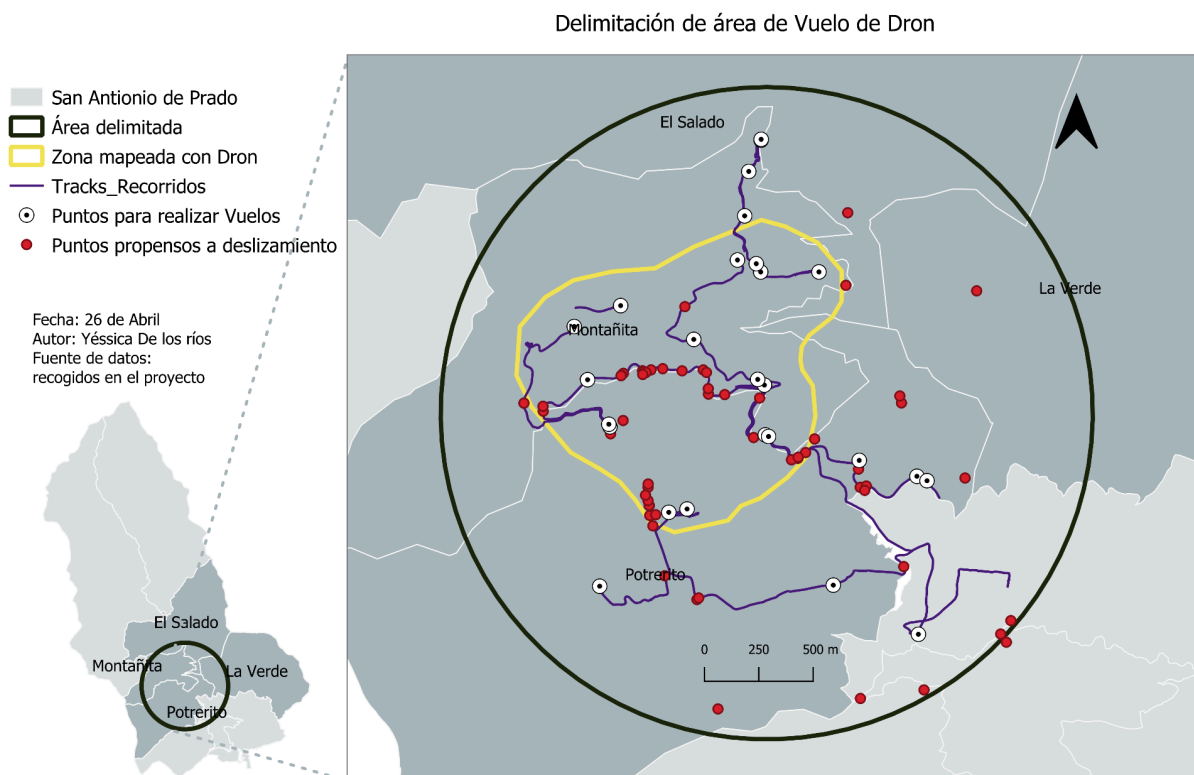 Delimitación de área de Vuelo de Dron
San Antionio de Prado
Área delimitada
Zona mapeada con Dron
Tracks_Recorridos
Puntos para realizar Vuelos
Puntos propensos a deslizamiento
Fecha: 26 de Abril
Autor: Yéssica De los ríos
Fuente de datos:
recogidos en el proyecto
El Salado
La Verde
Montañita
Potrerito
0 250 500 m
El Salado
Montañita
La Verde
Potrerito